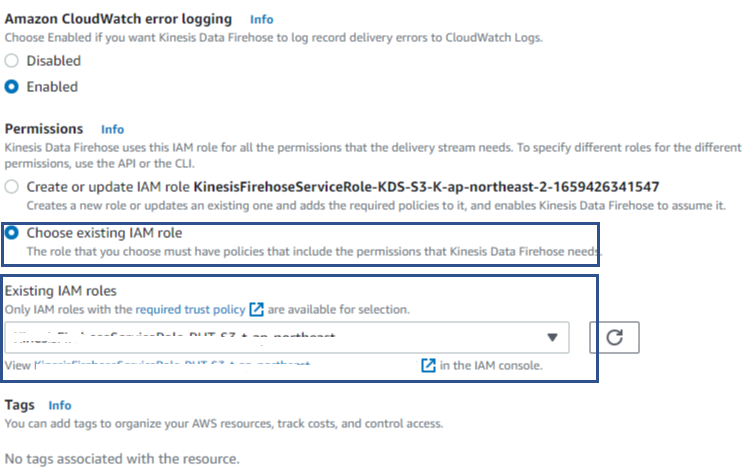 Amazon CloudWatch error logging Info
Choose Enabled if you want Kinesis Data Firehose to log record delivery errors to CloudWatch Logs.
Disabled
Enabled
Permissions Info
Kinesis Data Firehose uses this IAM role for all the permissions that the delivery stream needs. To specify different roles for the different
permissions, use the API or the CLI.
Create or update IAM role KinesisFirehoseServiceRole-KDS-S3-K-ap-northeast-2-1659426341547
Creates a new role or updates an existing one and adds the required policies to it, and enables Kinesis Data Firehose to assume it.
Choose existing IAM role
The role that you choose must have policies that include the permissions that Kinesis Data Firehose needs.
Existing IAM roles
Only IAM roles with the required trust policy are available for selection.
View in the IAM console.
Tags Info
You can add tags to organize your AWS resources, track costs, and control access.
No tags associated with the resource.